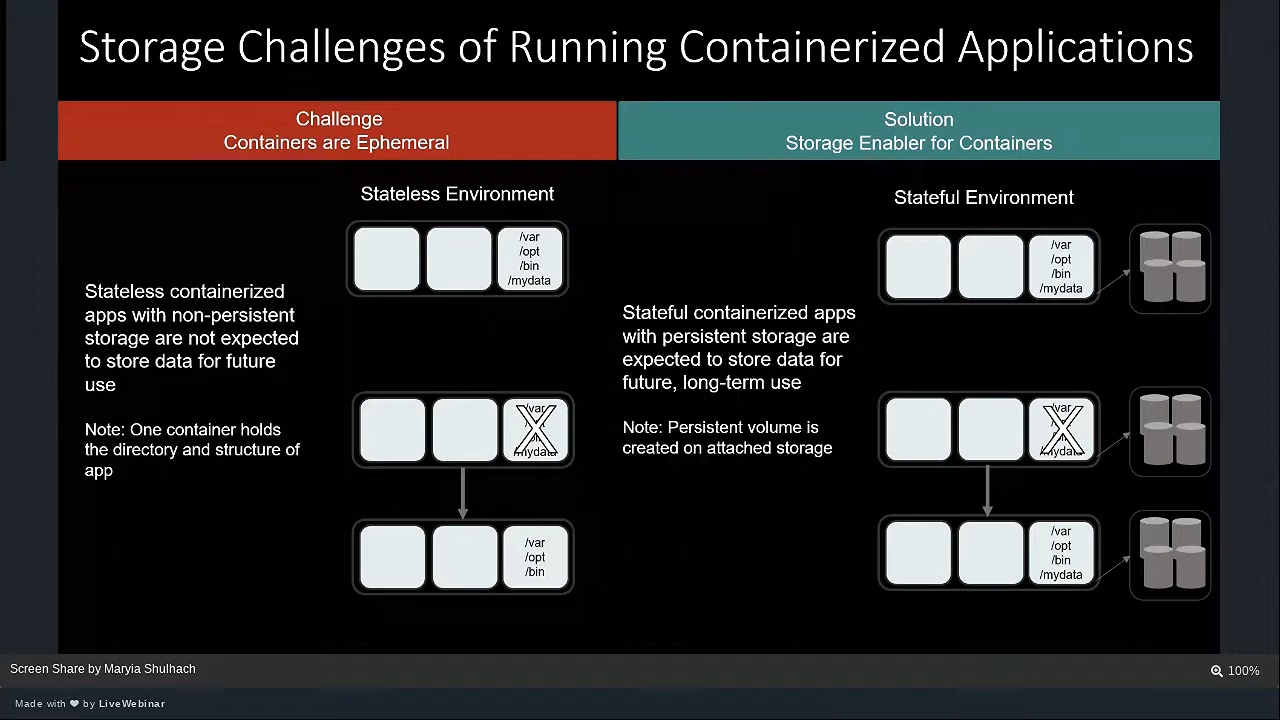 Storage Challenges of Running Containerized Applications
Challenge
Containers are Ephemeral
Solution
Storage Enabler for Containers
Stateless Environment
/var
/opt
/bin
/mydata
Stateless containerized
apps with non-persistent
storage are not expected
to store data for future
use
Note: One container holds
the directory and structure of
app
/var
/mydata
/var
/opt
/bin
Stateful Environment
/var
/opt
/bin
/mydata
Stateful containerized apps
with persistent storage are
expected to store data for
future, long-term use
Note: Persistent volume is
created on attached storage
/var
/mydata
/var
/opt
/bin
/mydata
Screen Share by Maryia Shulhach
100%
Made with ❤ by LiveWebinar